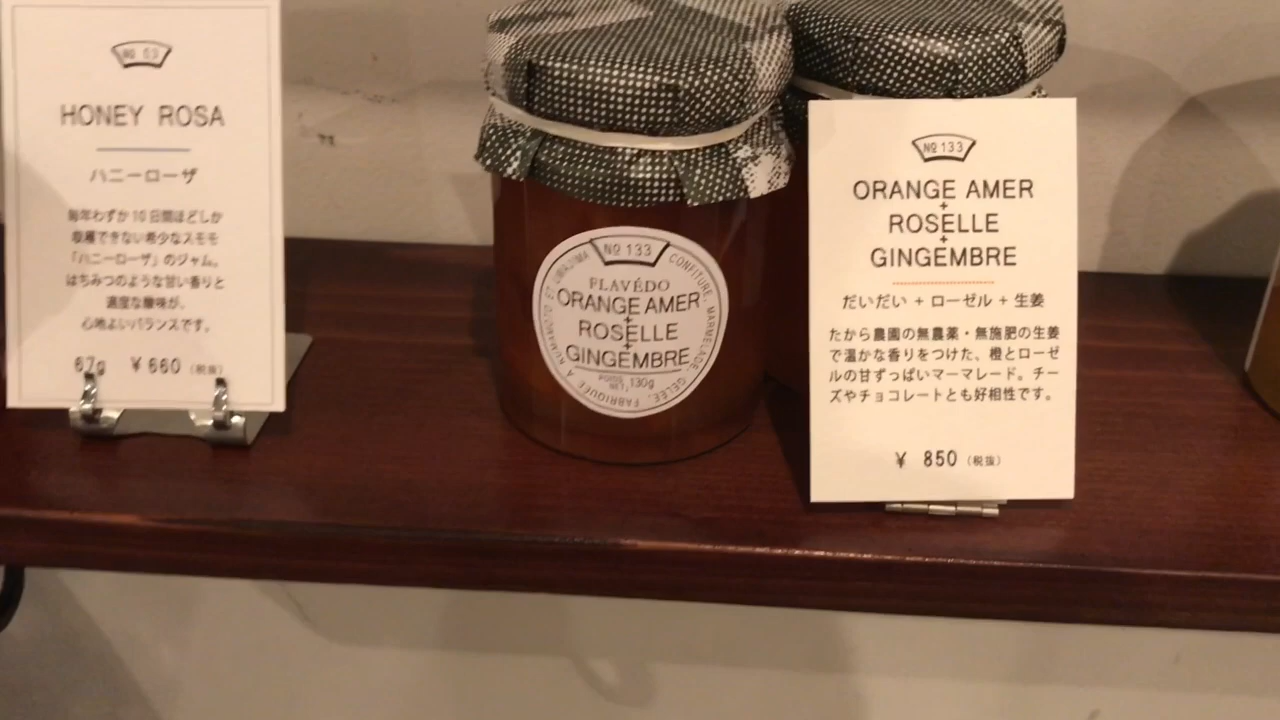 No 53
HONEY ROSA
ハニーローザ
毎年わずか10日間ほどしか
収穫できない希少なスモモ
「ハニーローザ」のジャム。
はちみつのような甘い香りと
適度な酸味が、
心地よいバランスです。
67g ￥660（税抜）
No 133
FLAVÉDO
ORANGE AMER
+
ROSELLE
+
GINGEMBRE
POIDS NET, 130g
CONFITURE, MARMELADE, GELÉE, FABRIQUÉE À
No 133
ORANGE AMER
+
ROSELLE
+
GINGEMBRE
だいだい + ローゼル + 生姜
たから農園の無農薬・無施肥の生姜
で温かな香りをつけた、橙とローゼ
ルの甘ずっぱいマーマレード。チー
ズやチョコレートとも好相性です。
￥ 850（税抜）